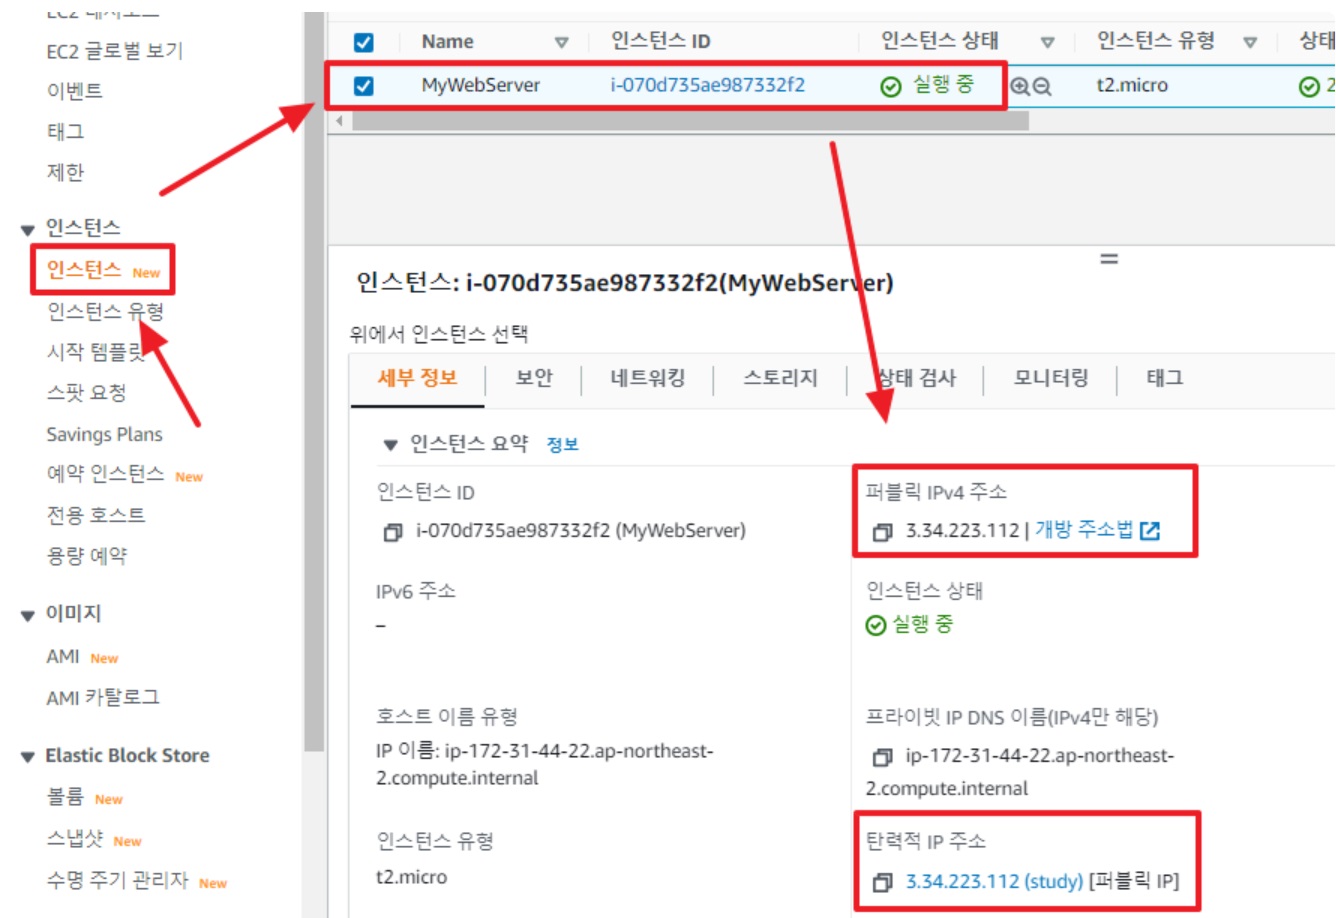 EC2 글로벌 보기
이벤트
태그
제한
▼ 인스턴스
인스턴스 New
인스턴스 유형
시작 템플릿
스팟 요청
Savings Plans
예약 인스턴스 New
전용 호스트
용량 예약
▼ 이미지
AMI New
AMI 카탈로그
▼ Elastic Block Store
볼륨 New
스냅샷 New
수명 주기 관리자 New
Name 인스턴스 ID 인스턴스 상태 인스턴스 유형 상태
MyWebServer i-070d735ae987332f2 실행 중 t2.micro 2
인스턴스: i-070d735ae987332f2(MyWebServer)
위에서 인스턴스 선택
세부 정보 보안 네트워킹 스토리지 상태 검사 모니터링 태그
▼ 인스턴스 요약 정보
인스턴스 ID
i-070d735ae987332f2 (MyWebServer)
퍼블릭 IPv4 주소
3.34.223.112 | 개방 주소법
IPv6 주소
–
인스턴스 상태
실행 중
호스트 이름 유형
IP 이름: ip-172-31-44-22.ap-northeast-
2.compute.internal
프라이빗 IP DNS 이름(IPv4만 해당)
ip-172-31-44-22.ap-northeast-
2.compute.internal
인스턴스 유형
t2.micro
탄력적 IP 주소
3.34.223.112 (study) [퍼블릭 IP]